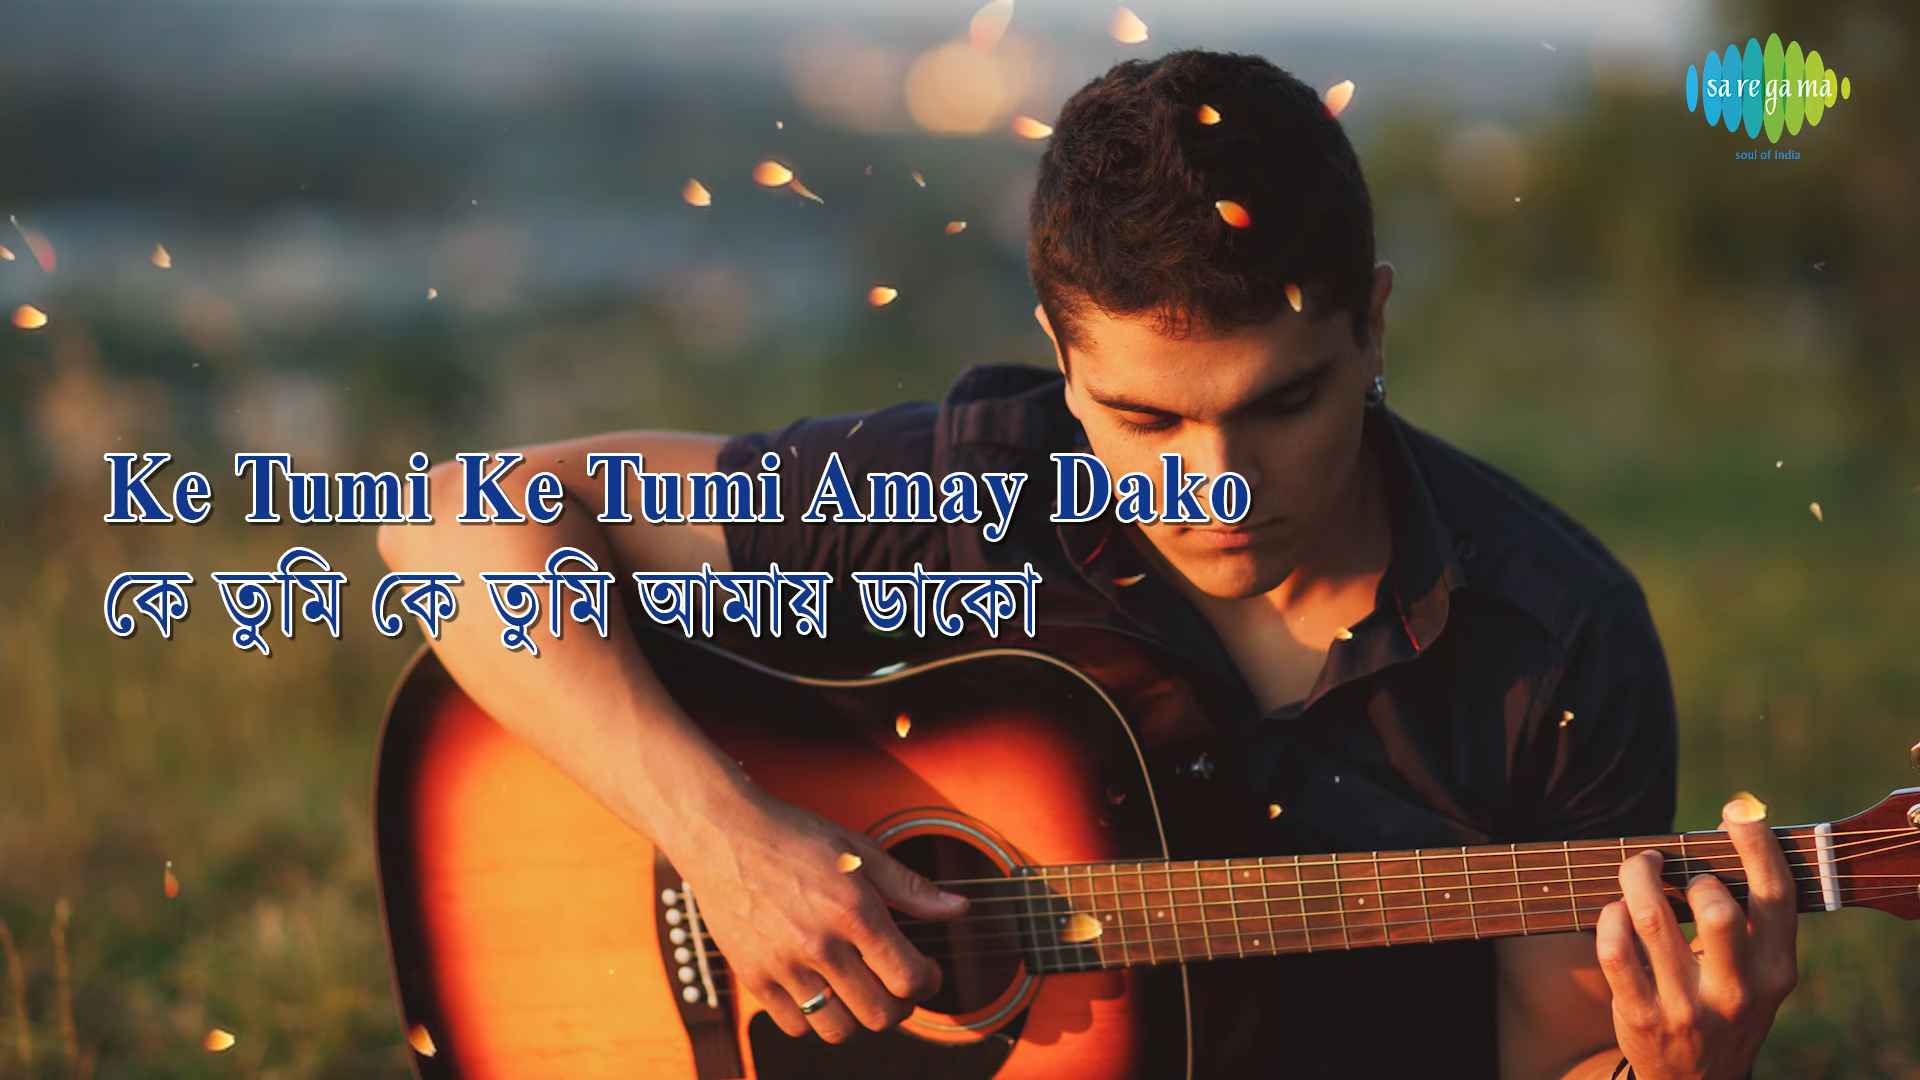 sa re ga ma
soul of India
Ke Tumi Ke Tumi Amay Dako
কে তুমি কে তুমি আমায় ডাকো